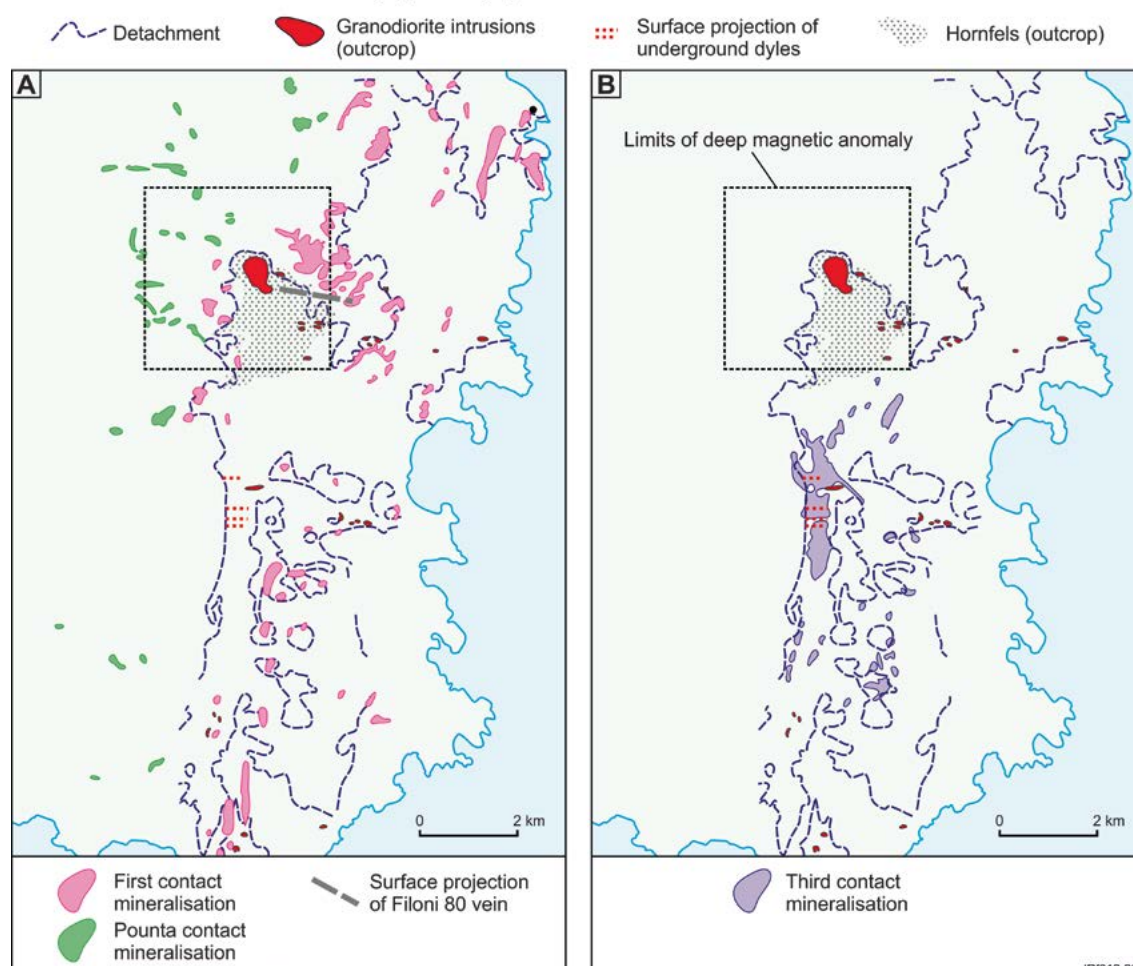 Detachment
Granodiorite intrusions
(outcrop)
Surface projection of
underground dyles
Hornfels (outcrop)
A
B
Limits of deep magnetic anomaly
0
2 km
0
2 km
First contact
mineralisation
Pounta contact
mineralisation
Surface projection
of Filoni 80 vein
Third contact
mineralisation